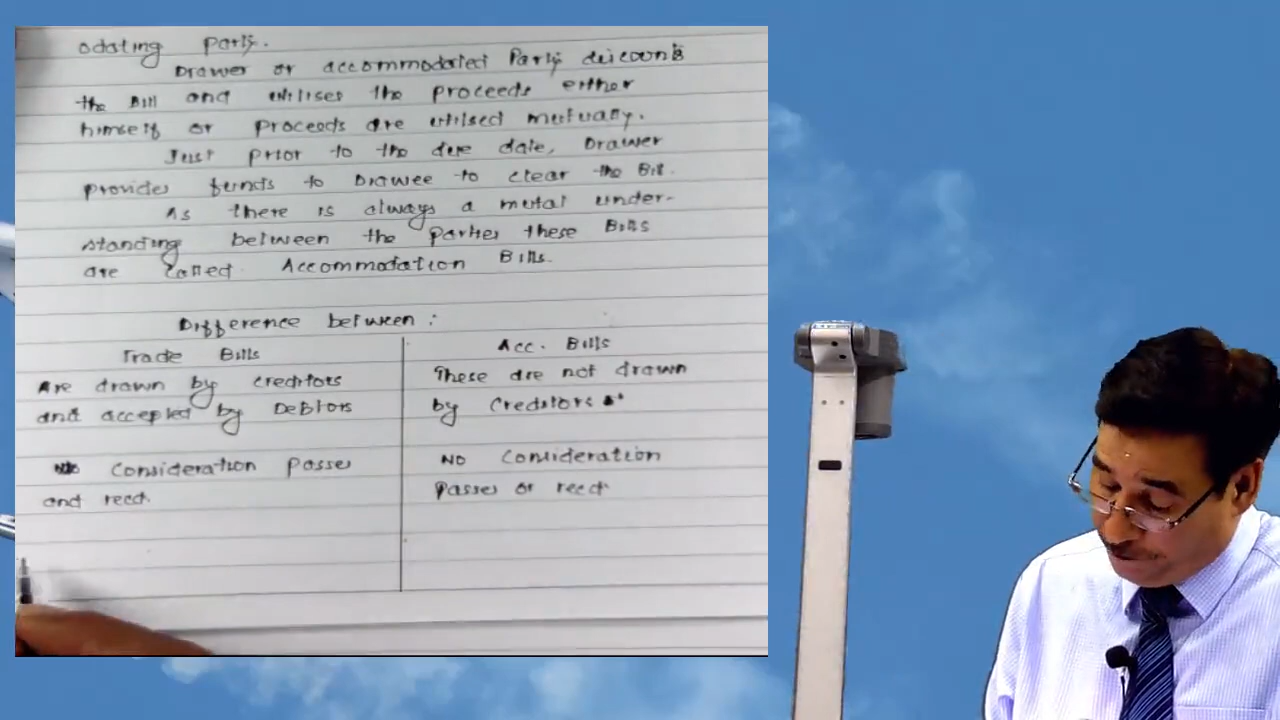 odating Party.
Drawer or accommodated Party discounts
the Bill and utilises the proceeds either
himself or proceeds are utilsed mutually.
Just prior to the due date, Drawer
provides funds to Drawee to clear the Bill.
As there is always a mutal under-
standing between the parties these Bills
are called Accommodation Bills.
Difference between :
Trade Bills
Are drawn by creditors
and accepted by Debtors
Consideration Passes
and recd.
Acc. Bills
These are not drawn
by Creditors
No Consideration
Passes or recd.